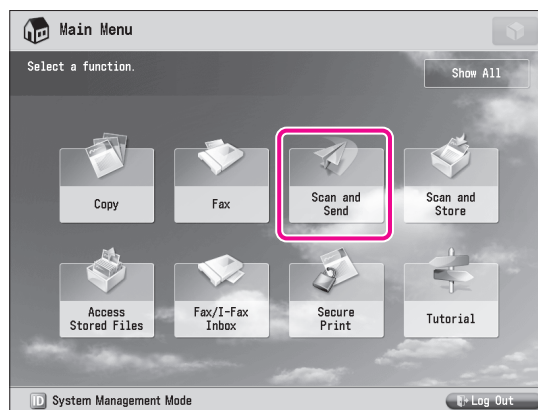 Main Menu
Select a function.
Show All
Copy
Fax
Scan and
Send
Scan and
Store
Access
Stored Files
Fax/I-Fax
Inbox
Secure
Print
Tutorial
ID System Management Mode
Log Out